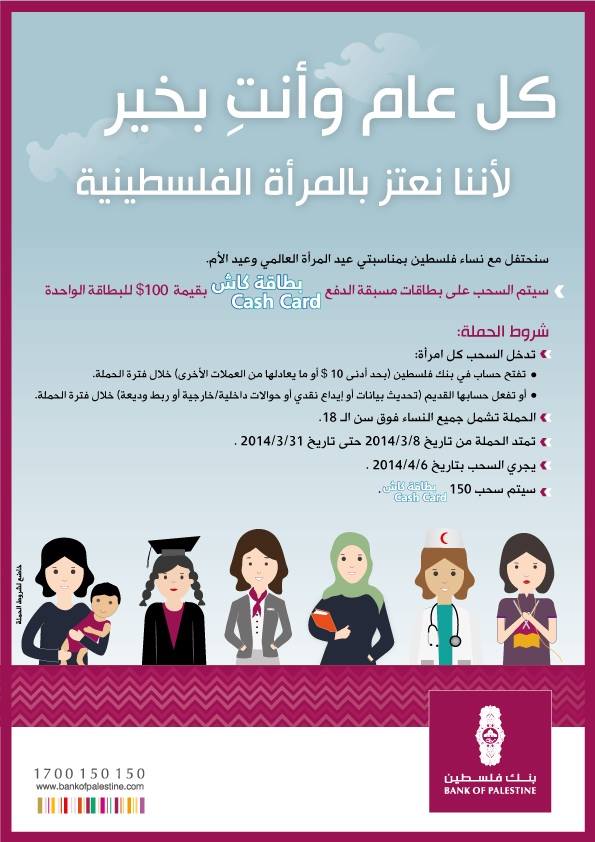 كل عام وأنتِ بخير
لأننا نعتز بالمرأة الفلسطينية
سنحتفل مع نساء فلسطين بمناسبتي عيد المرأة العالمي وعيد الأم.
سيتم السحب على بطاقات مسبقة الدفع بطاقة كاش Cash Card بقيمة 100$ للبطاقة الواحدة
شروط الحملة:
تدخل السحب كل امرأة:
• تفتح حساب في بنك فلسطين (بحد أدنى 10 $ أو ما يعادلها من العملات الأخرى) خلال فترة الحملة.
• أو تفعل حسابها القديم (تحديث بيانات أو إيداع نقدي أو حوالات داخلية/خارجية أو ربط وديعة) خلال فترة الحملة.
الحملة تشمل جميع النساء فوق سن الـ 18.
تمتد الحملة من تاريخ 2014/3/8 حتى تاريخ 2014/3/31 .
يجري السحب بتاريخ 2014/4/6 .
سيتم سحب 150 بطاقة كاش Cash Card .
خاضع لشروط الحملة
بنك فلسطين
BANK OF PALESTINE
1700 150 150
www.bankofpalestine.com